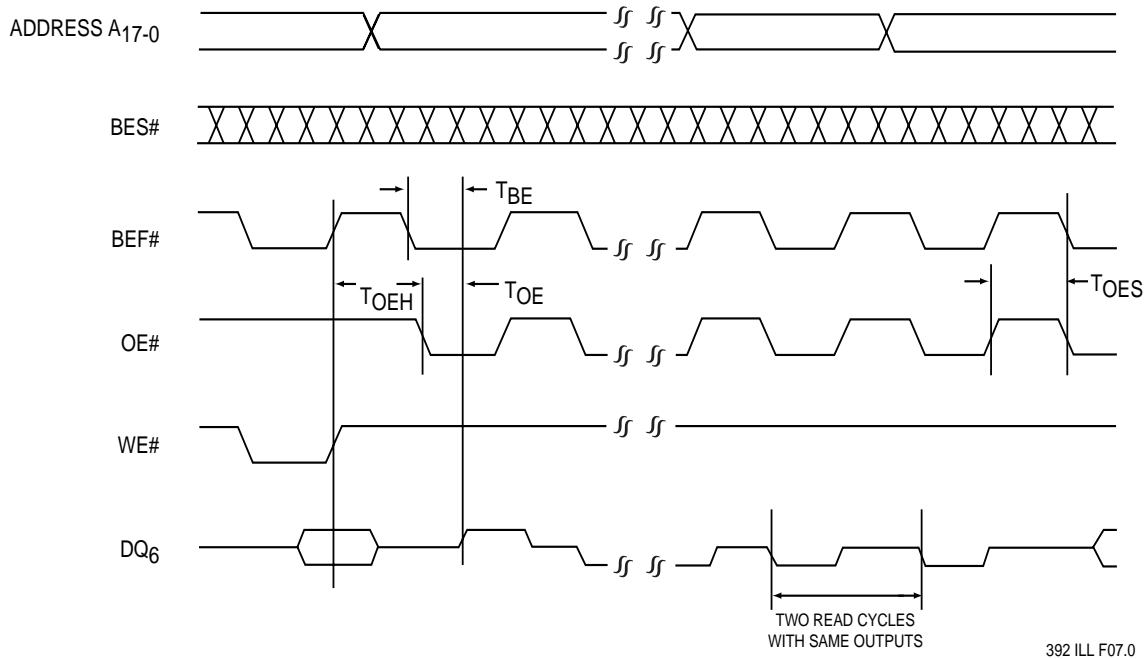 ADDRESS A17-0
BES#
TBE
BEF#
TOEH
TOE
TOES
OE#
WE#
DQ6
TWO READ CYCLES
WITH SAME OUTPUTS
392 ILL F07.0